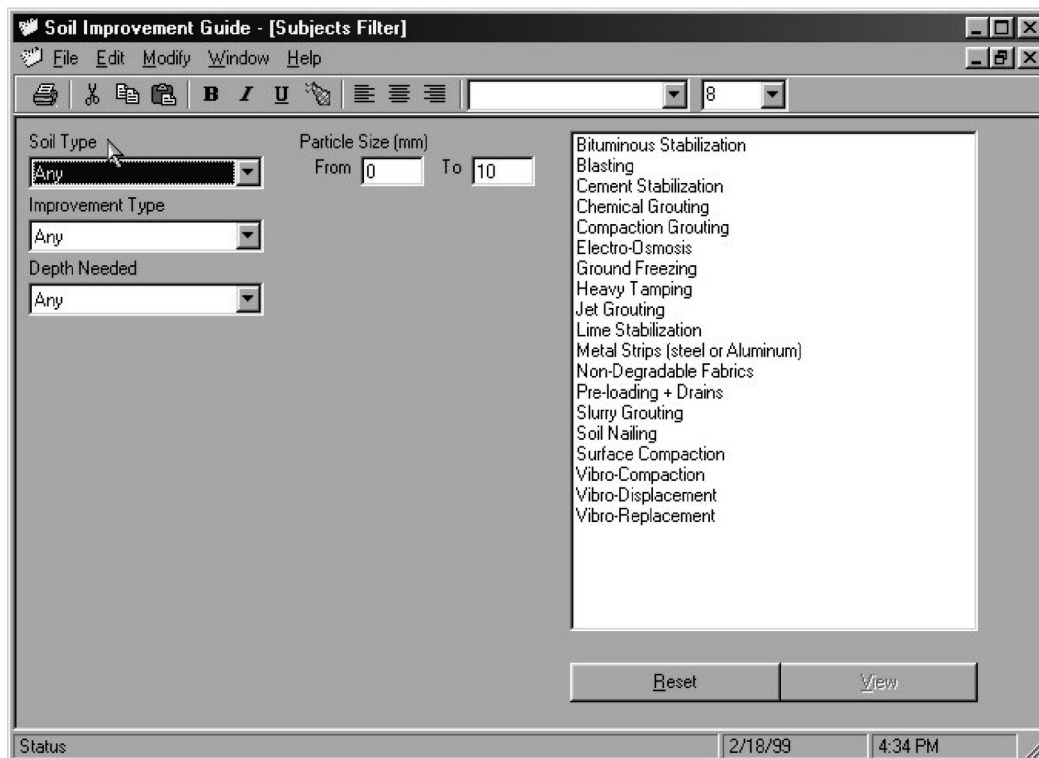 Soil Improvement Guide - [Subjects Filter]
File Edit Modify Window Help
B I U 8
Soil Type
Any
Improvement Type
Any
Depth Needed
Any
Particle Size (mm)
From 0 To 10
Bituminous Stabilization
Blasting
Cement Stabilization
Chemical Grouting
Compaction Grouting
Electro-Osmosis
Ground Freezing
Heavy Tamping
Jet Grouting
Lime Stabilization
Metal Strips (steel or Aluminum)
Non-Degradable Fabrics
Pre-loading + Drains
Slurry Grouting
Soil Nailing
Surface Compaction
Vibro-Compaction
Vibro-Displacement
Vibro-Replacement
Reset View
Status 2/18/99 4:34 PM